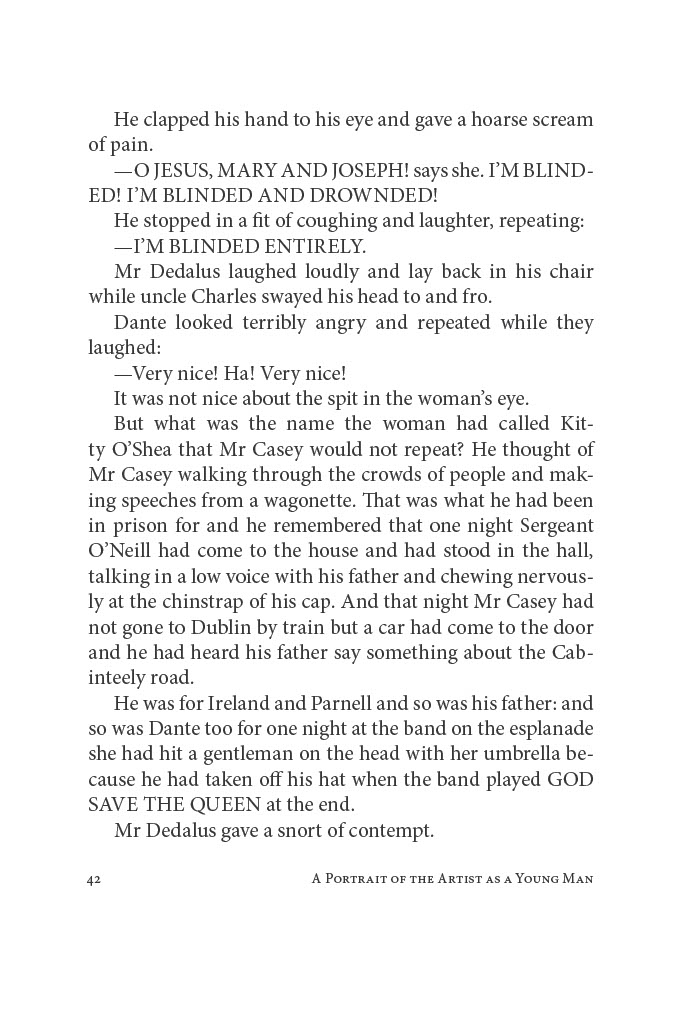 He clapped his hand to his eye and gave a hoarse scream
of pain.
—O JESUS, MARY AND JOSEPH! says she. I’M BLIND-
ED! I’M BLINDED AND DROWNDED!
He stopped in a fit of coughing and laughter, repeating:
—I’M BLINDED ENTIRELY.
Mr Dedalus laughed loudly and lay back in his chair
while uncle Charles swayed his head to and fro.
Dante looked terribly angry and repeated while they
laughed:
—Very nice! Ha! Very nice!
It was not nice about the spit in the woman’s eye.
But what was the name the woman had called Kit-
ty O’Shea that Mr Casey would not repeat? He thought of
Mr Casey walking through the crowds of people and mak-
ing speeches from a wagonette. That was what he had been
in prison for and he remembered that one night Sergeant
O’Neill had come to the house and had stood in the hall,
talking in a low voice with his father and chewing nervous-
ly at the chinstrap of his cap. And that night Mr Casey had
not gone to Dublin by train but a car had come to the door
and he had heard his father say something about the Cab-
inteely road.
He was for Ireland and Parnell and so was his father: and
so was Dante too for one night at the band on the esplanade
she had hit a gentleman on the head with her umbrella be-
cause he had taken off his hat when the band played GOD
SAVE THE QUEEN at the end.
Mr Dedalus gave a snort of contempt.
42 A Portrait of the Artist as a Young Man